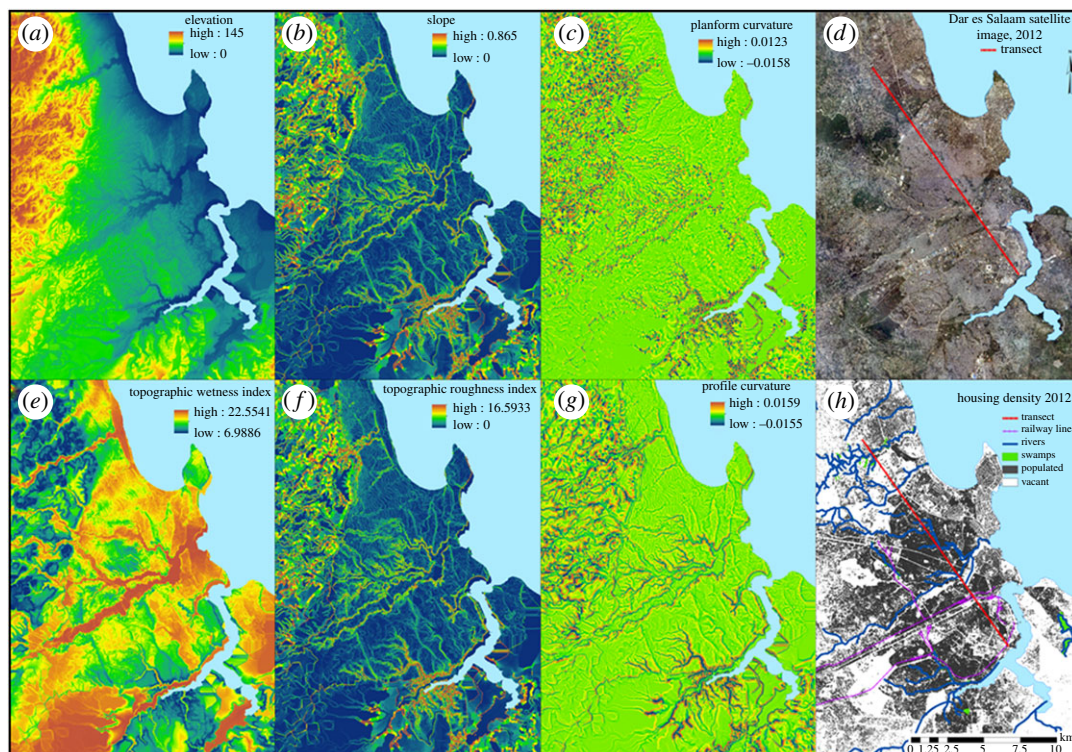 (a)
elevation
high : 145
low : 0
(b)
slope
high : 0.865
low : 0
(c)
planform curvature
high : 0.0123
low : –0.0158
(d)
Dar es Salaam satellite
image, 2012
transect
(e)
topographic wetness index
high : 22.5541
low : 6.9886
(f)
topographic roughness index
high : 16.5933
low : 0
(g)
profile curvature
high : 0.0159
low : –0.0155
(h)
housing density 2012
transect
railway line
rivers
swamps
populated
vacant
km
0 1.25 2.5 5 7.5 10